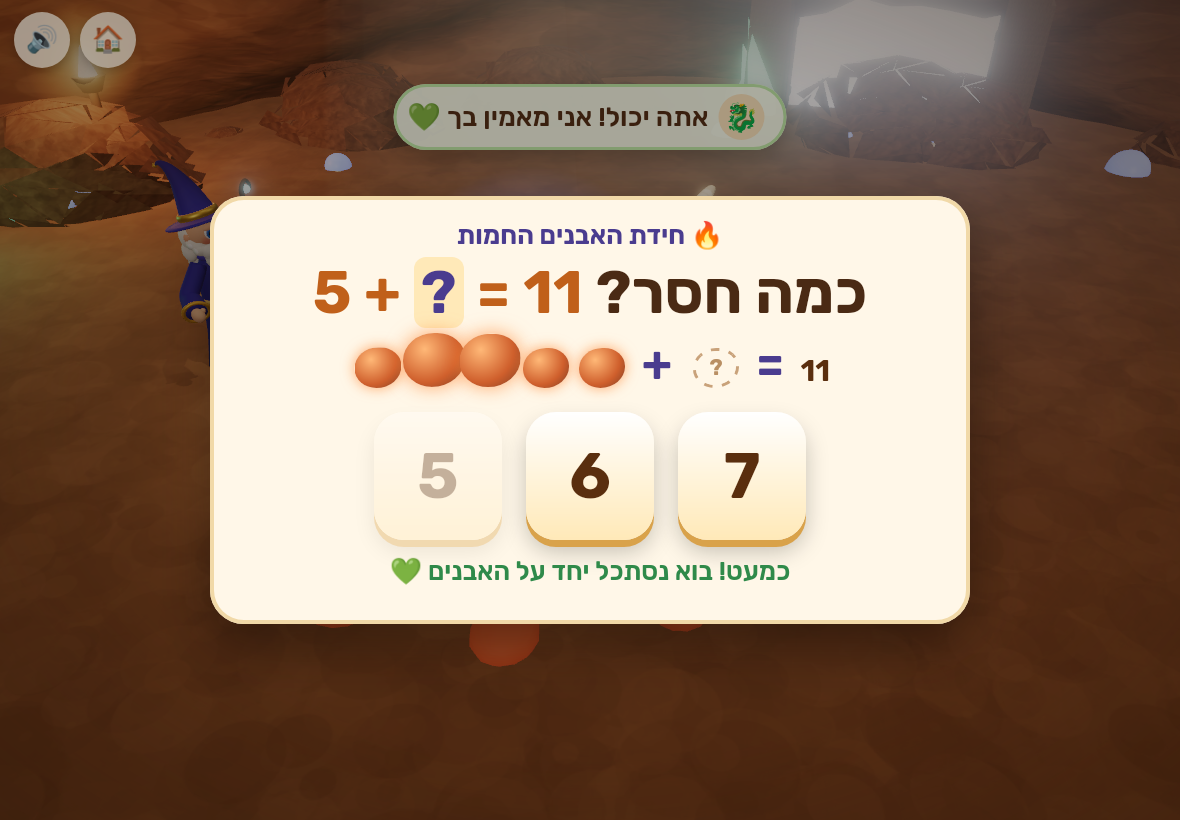 אתה יכול! אני מאמין בך 💚
🔥 חידת האבנים החמות
כמה חסר? 5 + ? = 11
+ ? = 11
5 6 7
כמעט! בוא נסתכל יחד על האבנים 💚